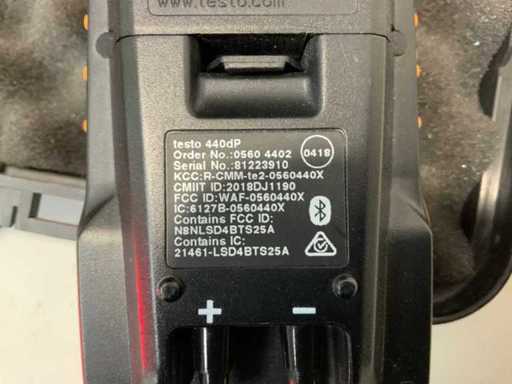 www.testo.com
testo 440dP
Order No.:0560 4402
0418
Serial No.:81223910
KCC:R-CMM-te2-0560440X
CMIIT ID:2018DJ1190
FCC ID:WAF-0560440X
IC:6127B-0560440X
Contains FCC ID:
N8NLSD4BTS25A
Contains IC:
21461-LSD4BTS25A
+ −